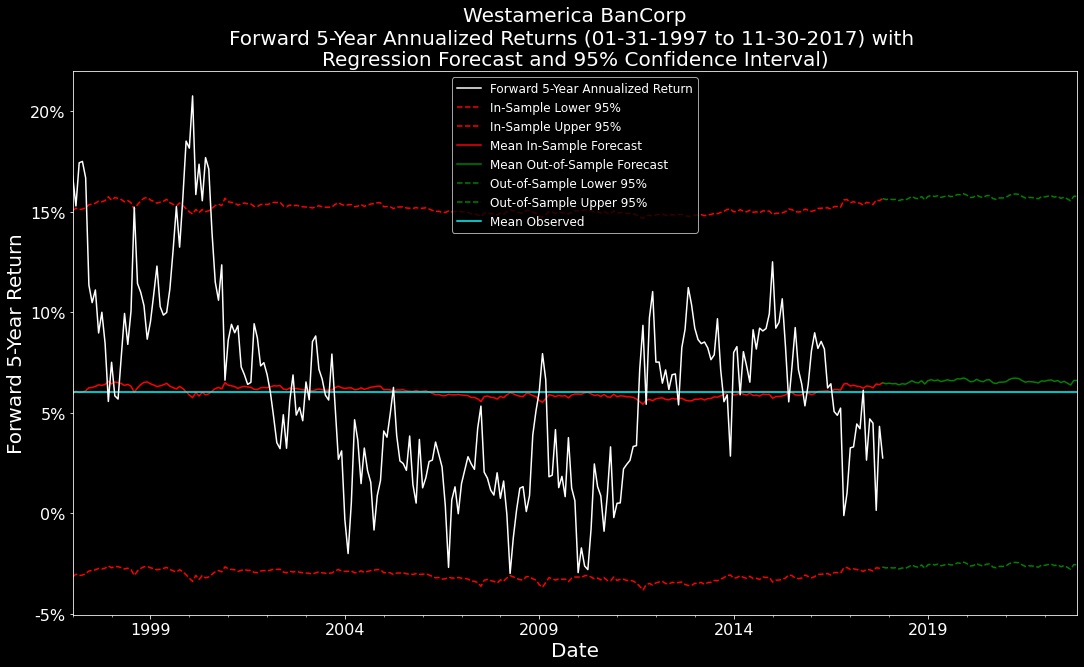 Westamerica BanCorp
Forward 5-Year Annualized Returns (01-31-1997 to 11-30-2017) with
Regression Forecast and 95% Confidence Interval)
Forward 5-Year Annualized Return
In-Sample Lower 95%
In-Sample Upper 95%
Mean In-Sample Forecast
Mean Out-of-Sample Forecast
Out-of-Sample Lower 95%
Out-of-Sample Upper 95%
Mean Observed
Forward 5-Year Return
20%
15%
10%
5%
0%
-5%
1999
2004
2009
2014
2019
Date